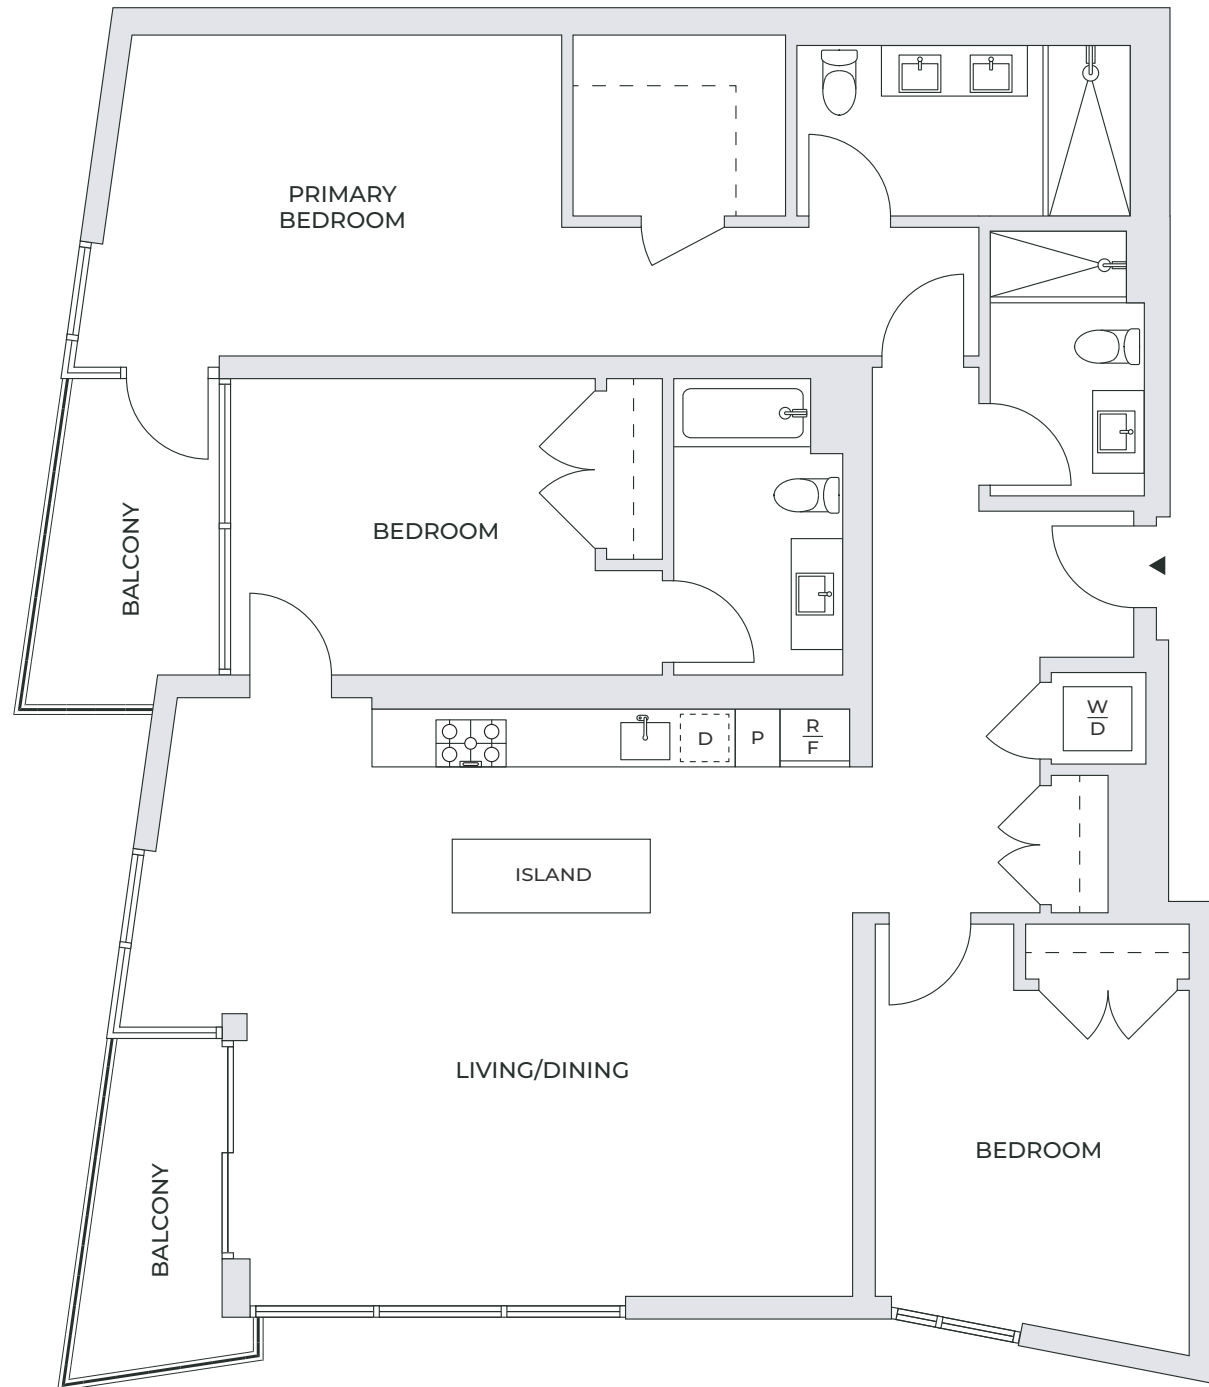 PRIMARY
BEDROOM
BALCONY
BEDROOM
D
P
R
F
W
D
ISLAND
LIVING/DINING
BEDROOM
BALCONY